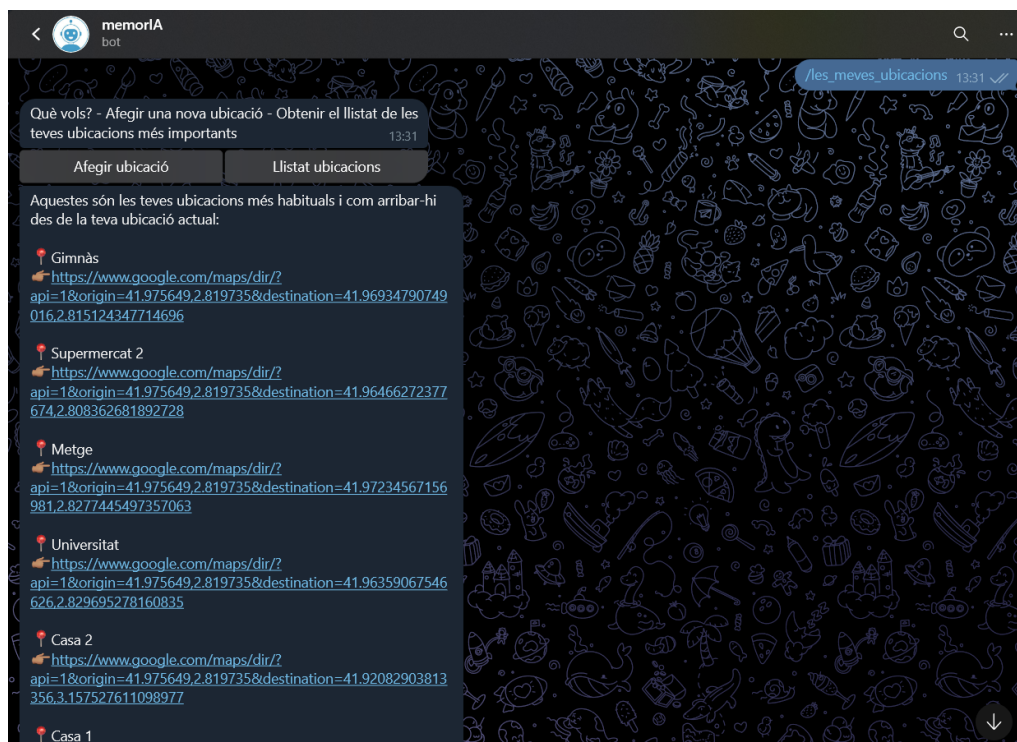 memorIA
bot
/les_meves_ubicacions 13:31
Què vols? - Afegir una nova ubicació - Obtenir el llistat de les
teves ubicacions més importants
13:31
Afegir ubicació
Llistat ubicacions
Aquestes són les teves ubicacions més habituals i com arribar-hi
des de la teva ubicació actual:
Gimnàs
https://www.google.com/maps/dir/?
api=1&origin=41.975649,2.819735&destination=41.96934790749
016,2.815124347714696
Supermercat 2
https://www.google.com/maps/dir/?
api=1&origin=41.975649,2.819735&destination=41.96466272377
674,2.808362681892728
Metge
https://www.google.com/maps/dir/?
api=1&origin=41.975649,2.819735&destination=41.97234567156
981,2.8277445497357063
Universitat
https://www.google.com/maps/dir/?
api=1&origin=41.975649,2.819735&destination=41.96359067546
626,2.829695278160835
Casa 2
https://www.google.com/maps/dir/?
api=1&origin=41.975649,2.819735&destination=41.92082903813
356,3.157527611098977
Casa 1